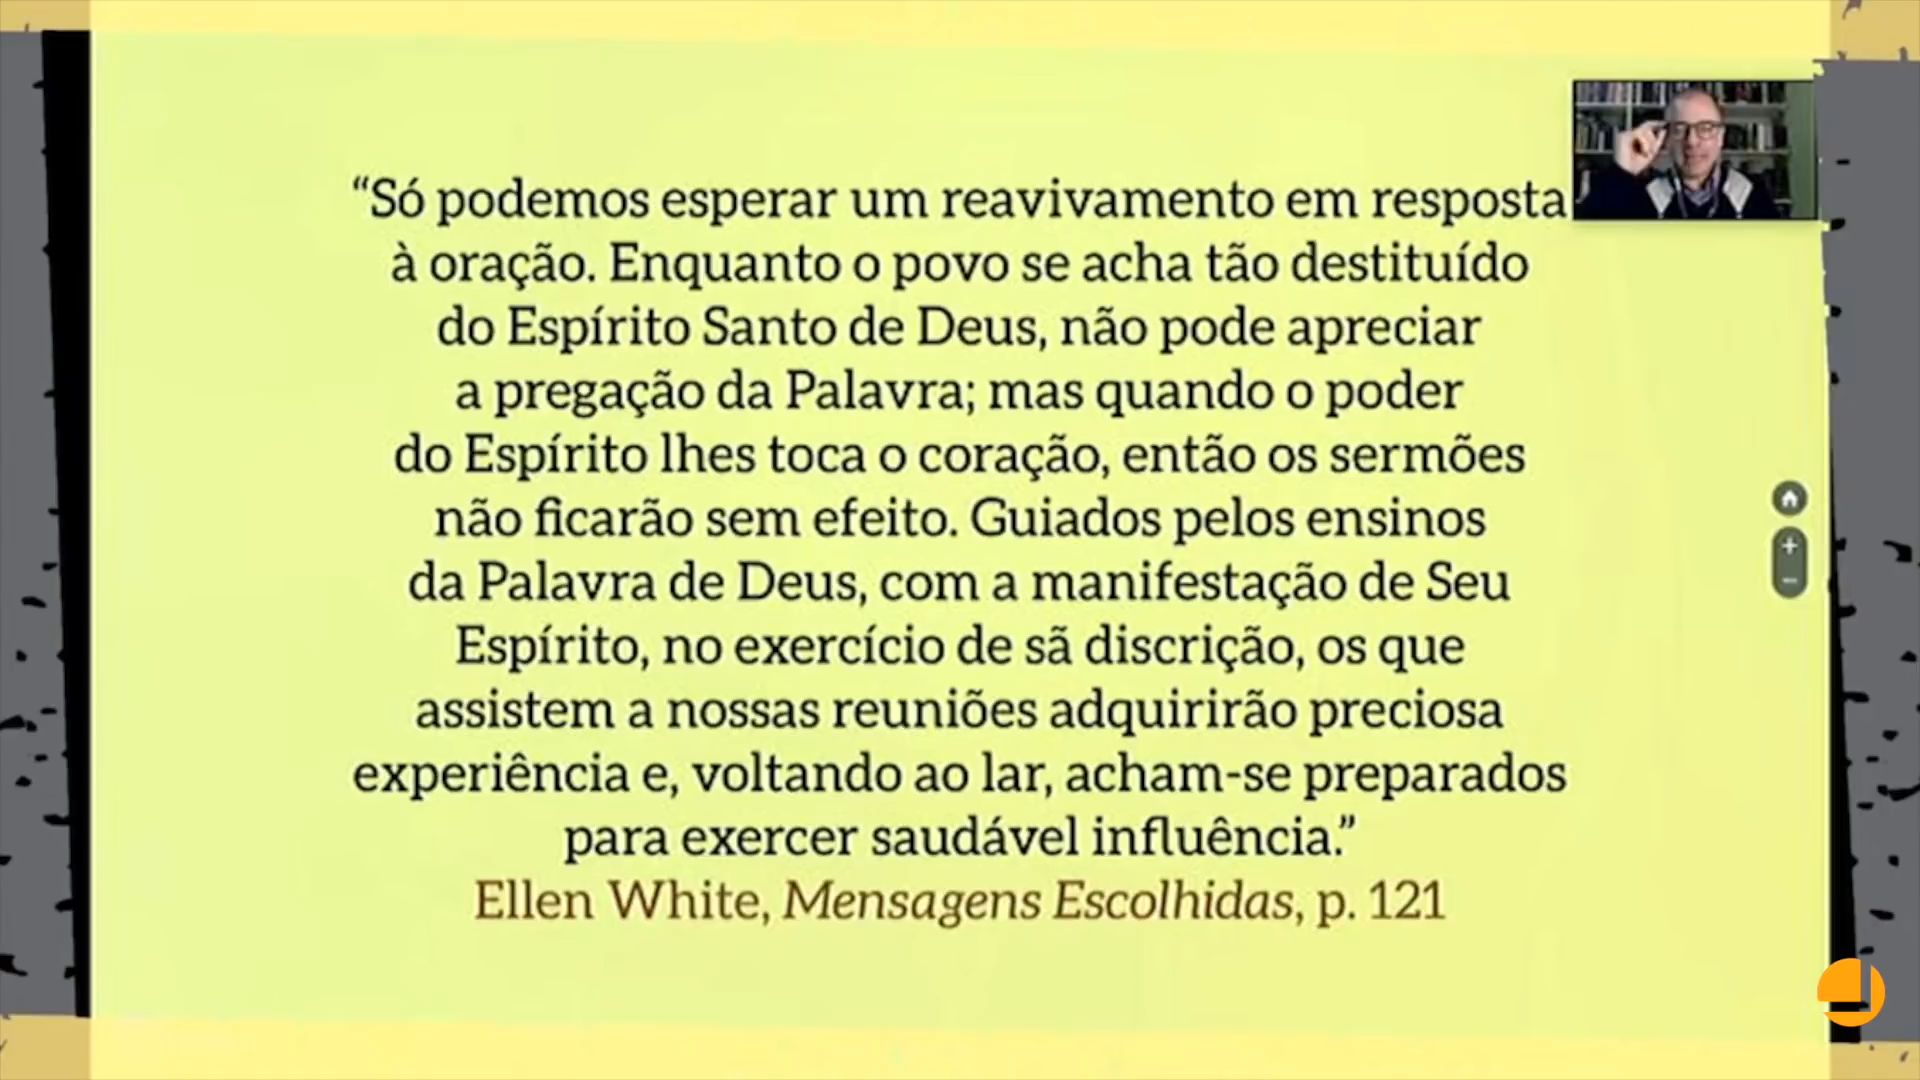 “Só podemos esperar um reavivamento em resposta
à oração. Enquanto o povo se acha tão destituído
do Espírito Santo de Deus, não pode apreciar
a pregação da Palavra; mas quando o poder
do Espírito lhes toca o coração, então os sermões
não ficarão sem efeito. Guiados pelos ensinos
da Palavra de Deus, com a manifestação de Seu
Espírito, no exercício de sã discrição, os que
assistem a nossas reuniões adquirirão preciosa
experiência e, voltando ao lar, acham-se preparados
para exercer saudável influência.”
Ellen White, Mensagens Escolhidas, p. 121